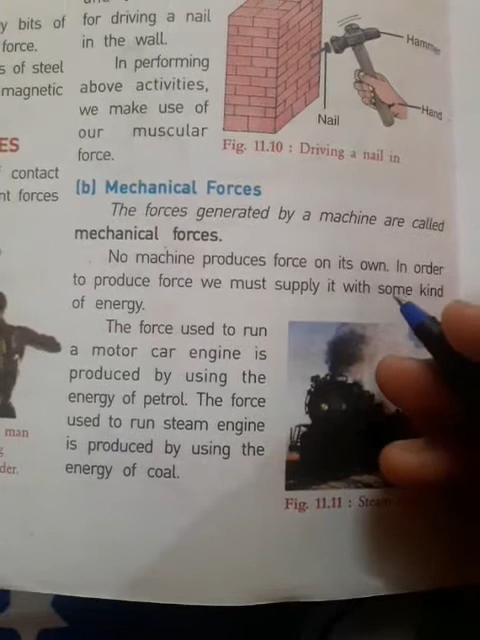 y bits of
force.
s of steel
magnetic
ES
contact
nt forces
man
der.
for driving a nail
in the wall.
In performing
above activities,
we make use of
our muscular
force.
Hammer
Hand
Nail
Fig. 11.10 : Driving a nail in
(b) Mechanical Forces
The forces generated by a machine are called
mechanical forces.
No machine produces force on its own. In order
to produce force we must supply it with some kind
of energy.
The force used to run
a motor car engine is
produced by using the
energy of petrol. The force
used to run steam engine
is produced by using the
energy of coal.
Fig. 11.11 : Steam